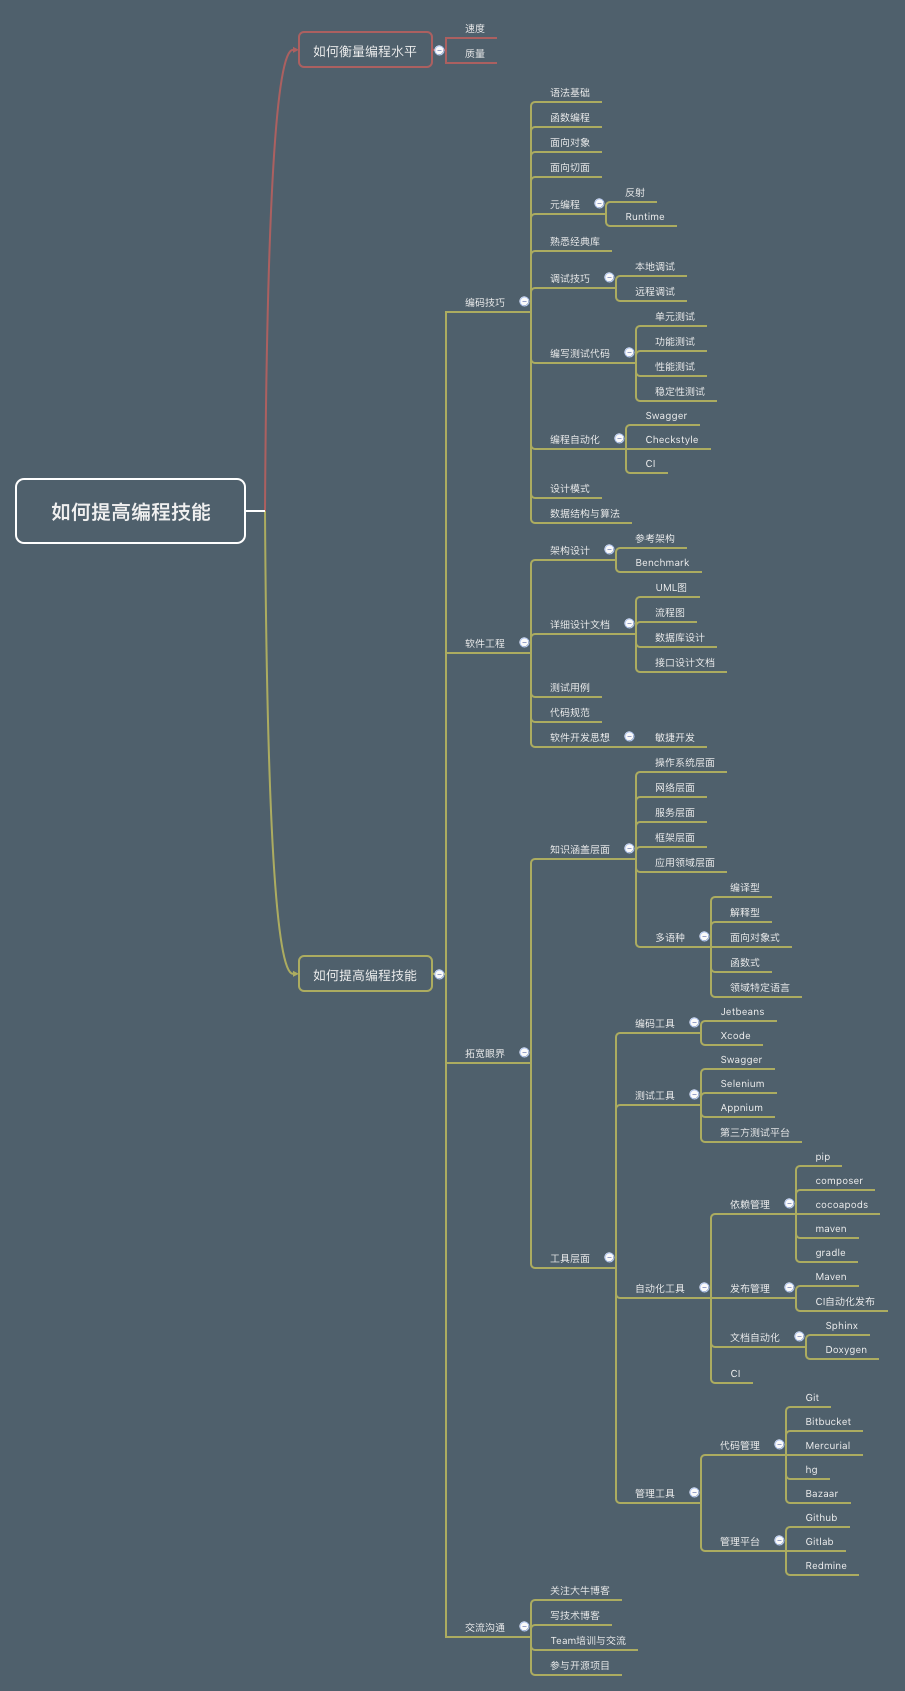 如何提高编程技能
如何衡量编程水平
速度
质量
如何提高编程技能
编码技巧
语法基础
函数编程
面向对象
面向切面
元编程
反射
Runtime
熟悉经典库
调试技巧
本地调试
远程调试
编写测试代码
单元测试
功能测试
性能测试
稳定性测试
编程自动化
Swagger
Checkstyle
CI
设计模式
数据结构与算法
软件工程
架构设计
参考架构
Benchmark
详细设计文档
UML图
流程图
数据库设计
接口设计文档
测试用例
代码规范
软件开发思想
敏捷开发
拓宽眼界
知识涵盖层面
操作系统层面
网络层面
服务层面
框架层面
应用领域层面
多语种
编译型
解释型
面向对象式
函数式
领域特定语言
工具层面
编码工具
Jetbeans
Xcode
测试工具
Swagger
Selenium
Appnium
第三方测试平台
自动化工具
依赖管理
pip
composer
cocoapods
maven
gradle
发布管理
Maven
CI自动化发布
文档自动化
Sphinx
Doxygen
CI
管理工具
代码管理
Git
Bitbucket
Mercurial
hg
Bazaar
管理平台
Github
Gitlab
Redmine
交流沟通
关注大牛博客
写技术博客
Team培训与交流
参与开源项目